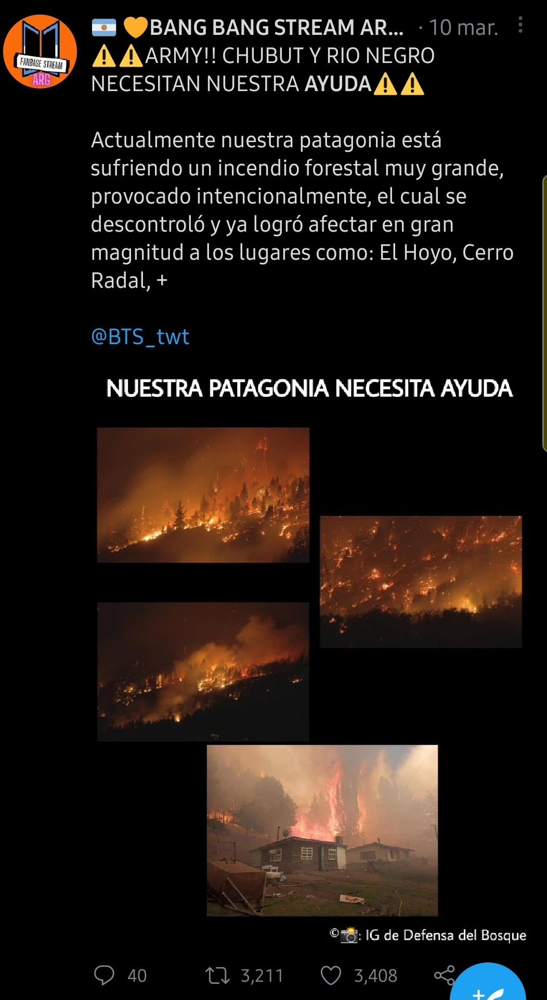 🇦🇷 🧡BANG BANG STREAM AR... · 10 mar.
⚠️⚠️ARMY!! CHUBUT Y RIO NEGRO
NECESITAN NUESTRA AYUDA⚠️⚠️
FANBASE STREAM
ARG
Actualmente nuestra patagonia está
sufriendo un incendio forestal muy grande,
provocado intencionalmente, el cual se
descontroló y ya logró afectar en gran
magnitud a los lugares como: El Hoyo, Cerro
Radal, +
@BTS_twt
NUESTRA PATAGONIA NECESITA AYUDA
©📸: IG de Defensa del Bosque
40 3,211 3,408